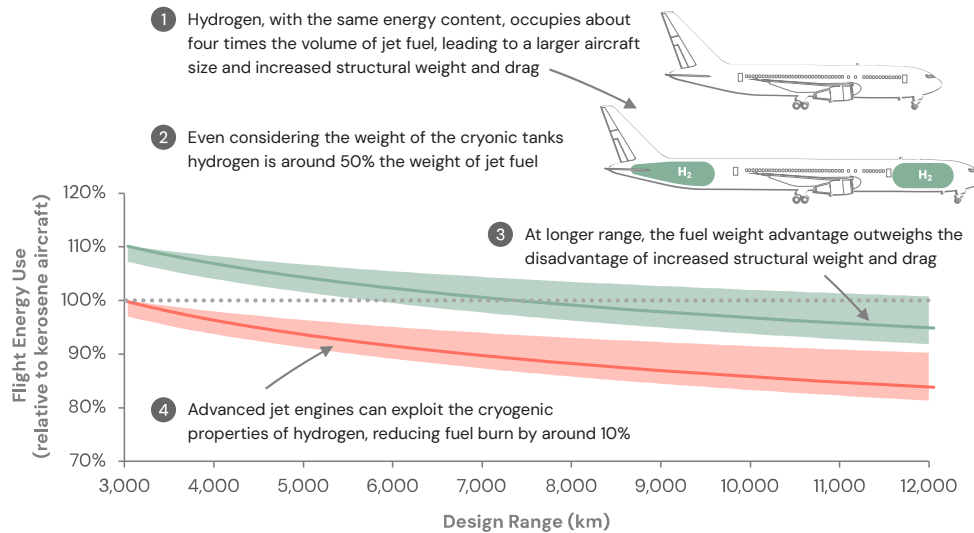 1
Hydrogen, with the same energy content, occupies about
four times the volume of jet fuel, leading to a larger aircraft
size and increased structural weight and drag
2
Even considering the weight of the cryonic tanks
hydrogen is around 50% the weight of jet fuel
H2
H2
3
At longer range, the fuel weight advantage outweighs the
disadvantage of increased structural weight and drag
4
Advanced jet engines can exploit the cryogenic
properties of hydrogen, reducing fuel burn by around 10%
Flight Energy Use
(relative to kerosene aircraft)
120%
110%
100%
90%
80%
70%
3,000
4,000
5,000
6,000
7,000
8,000
9,000
10,000
11,000
12,000
Design Range (km)